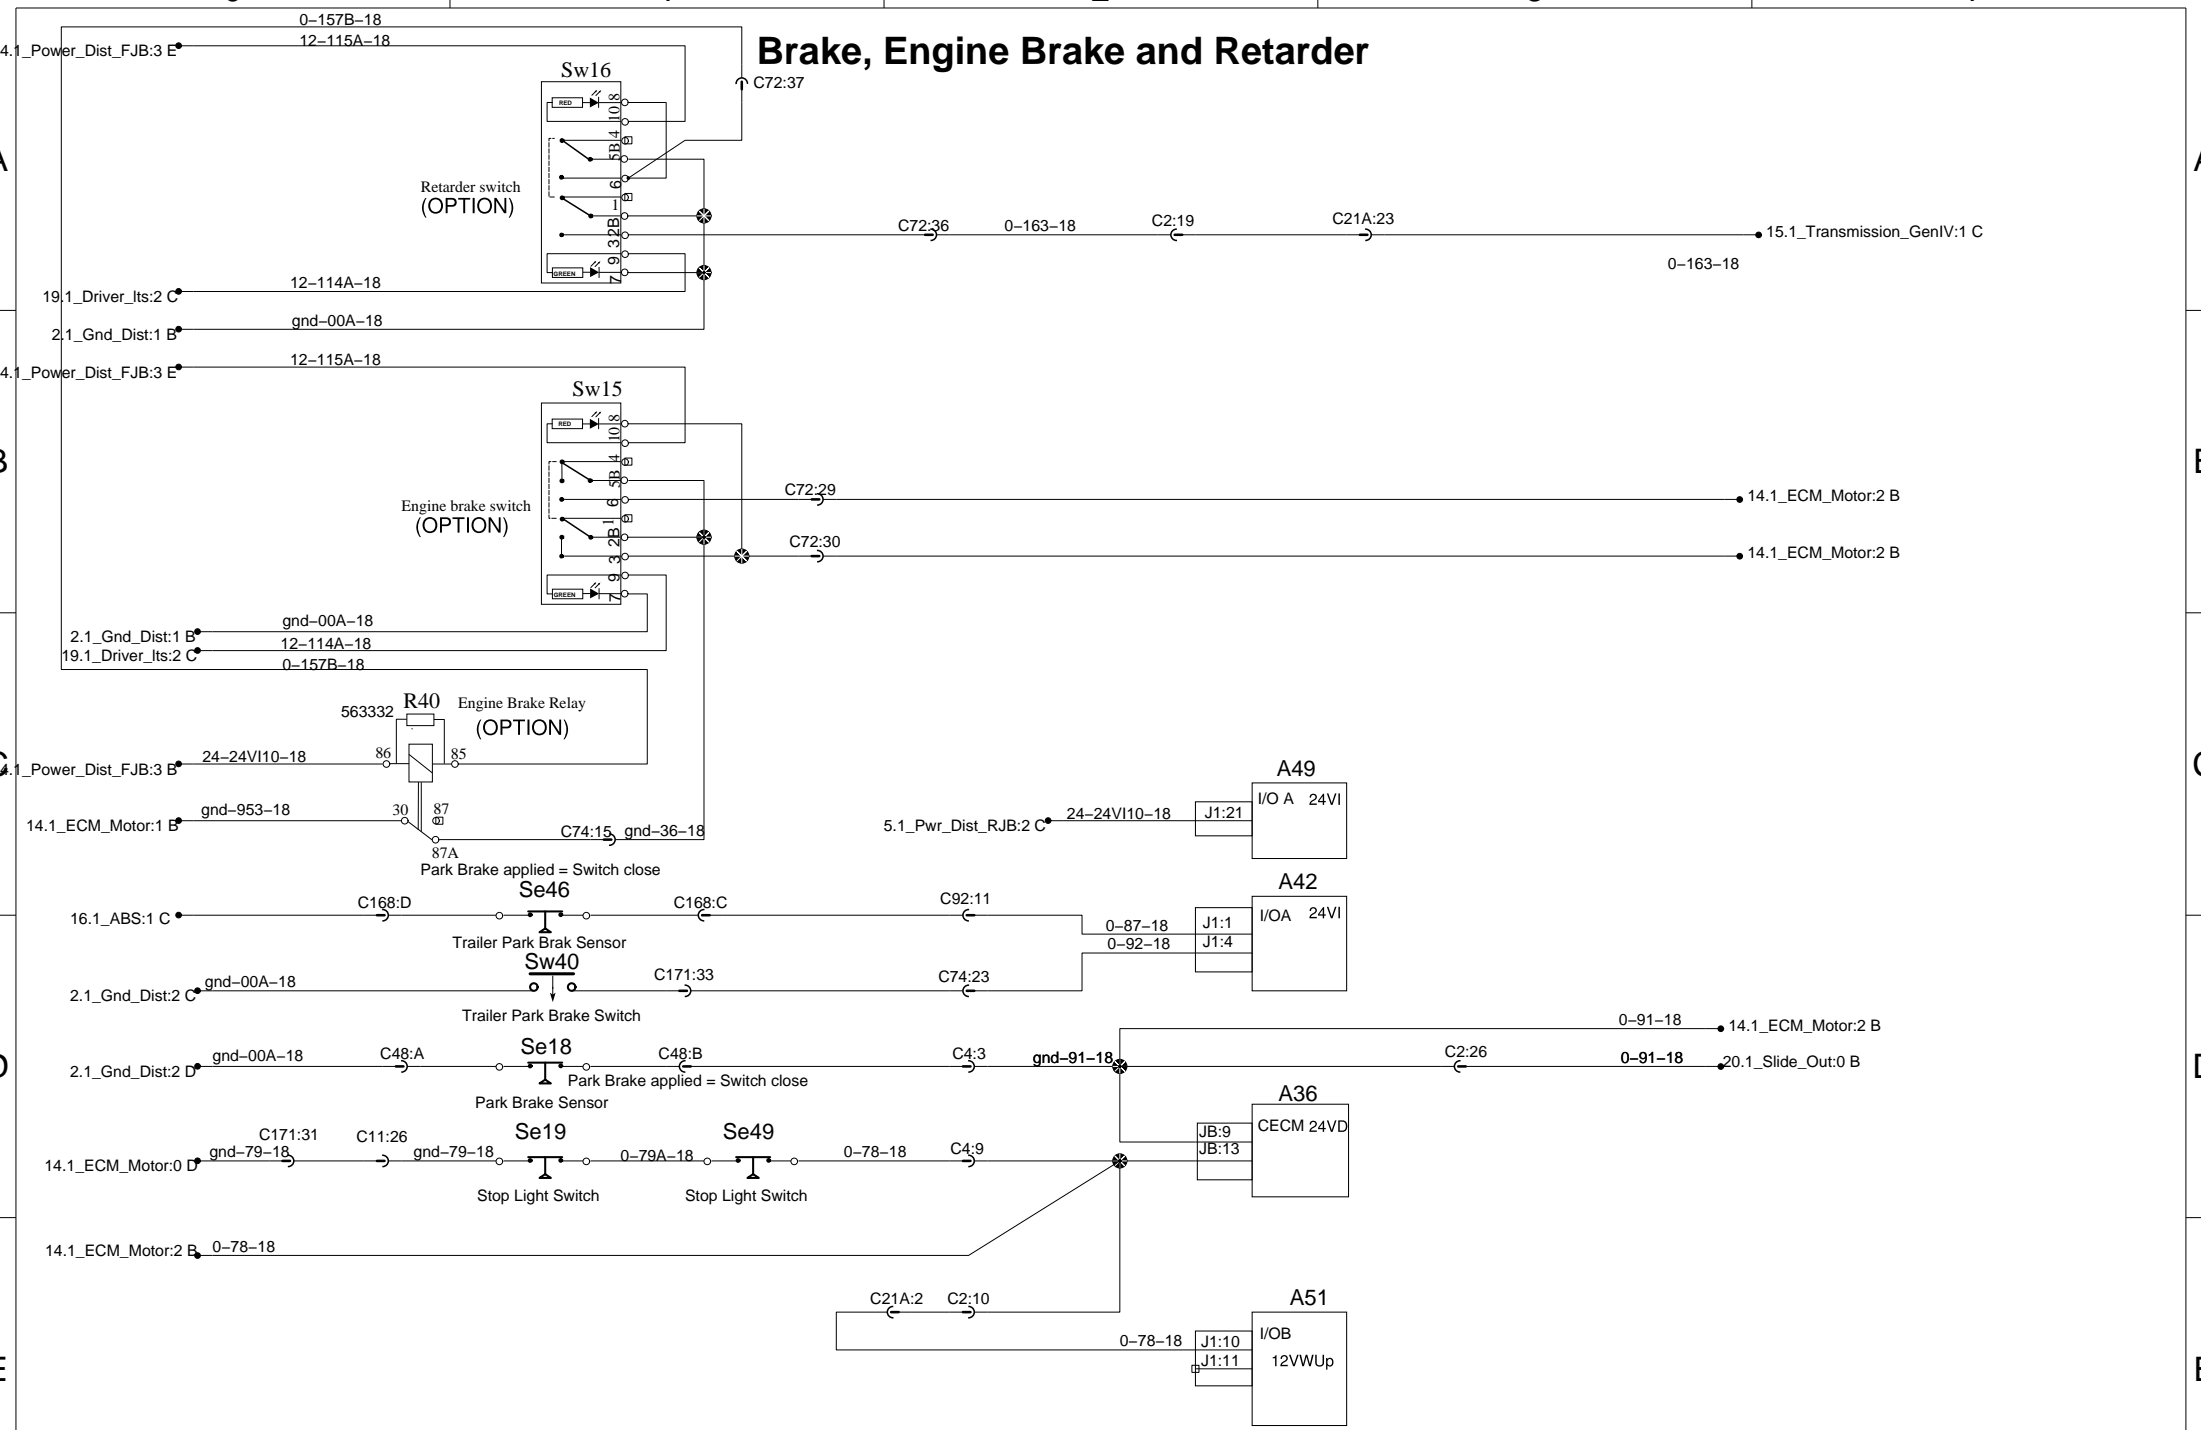 Brake, Engine Brake and Retarder
0-157B-18
4.1_Power_Dist_FJB:3 E
12-115A-18
C72:37
Sw16
RED
8
10
4
5B
6
1
2B
3
9
GREEN
7
Retarder switch
(OPTION)
A
A
C72:36
0-163-18
C2:19
C21A:23
15.1_Transmission_GenIV:1 C
0-163-18
19.1_Driver_lts:2 C
12-114A-18
2.1_Gnd_Dist:1 B
gnd-00A-18
4.1_Power_Dist_FJB:3 E
12-115A-18
Sw15
RED
8
10
4
5B
6
1
2B
3
9
GREEN
7
Engine brake switch
(OPTION)
C72:29
14.1_ECM_Motor:2 B
C72:30
14.1_ECM_Motor:2 B
2.1_Gnd_Dist:1 B
gnd-00A-18
19.1_Driver_lts:2 C
12-114A-18
0-157B-18
R40
563332
Engine Brake Relay
(OPTION)
4.1_Power_Dist_FJB:3 B
24-24VI10-18
86
85
14.1_ECM_Motor:1 B
gnd-953-18
30
87
87A
C74:15
gnd-36-18
A49
I/O A
24VI
5.1_Pwr_Dist_RJB:2 C
24-24VI10-18
J1:21
Park Brake applied = Switch close
Se46
16.1_ABS:1 C
C168:D
C168:C
C92:11
Trailer Park Brak Sensor
A42
I/OA
24VI
0-87-18
J1:1
0-92-18
J1:4
Sw40
2.1_Gnd_Dist:2 C
gnd-00A-18
C171:33
C74:23
Trailer Park Brake Switch
0-91-18
14.1_ECM_Motor:2 B
Se18
2.1_Gnd_Dist:2 D
gnd-00A-18
C48:A
C48:B
C4:3
gnd-91-18
C2:26
0-91-18
20.1_Slide_Out:0 B
Park Brake applied = Switch close
Park Brake Sensor
A36
CECM
24VD
JB:9
JB:13
14.1_ECM_Motor:0 D
gnd-79-18
C171:31
C11:26
gnd-79-18
Se19
0-79A-18
Se49
0-78-18
C4:9
Stop Light Switch
Stop Light Switch
14.1_ECM_Motor:2 B
0-78-18
C21A:2
C2:10
A51
I/OB
12VWUp
0-78-18
J1:10
J1:11